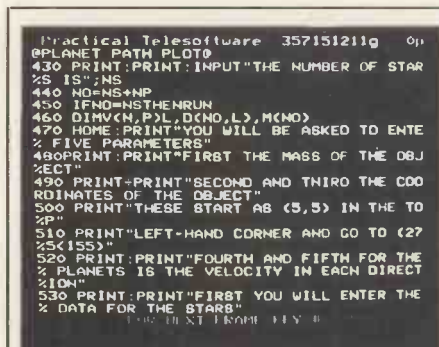 Practical Telesoftware 357151211g 0p
@PLANET PATH PLOT@
430 PRINT:PRINT:INPUT"THE NUMBER OF STAR
%S IS";NS
440 NO=NS+NP
450 IFNO=NSTHENRUN
460 DIMV(N,P)L,D(NO,L),M(NO)
470 HOME:PRINT"YOU WILL BE ASKED TO ENTE
% FIVE PARAMETERS"
480PRINT:PRINT"FIRST THE MASS OF THE OBJ
%ECT"
490 PRINT+PRINT"SECOND AND THIRD THE COO
RDINATES OF THE OBJECT"
500 PRINT"THESE START AS (5,5) IN THE TO
%P"
510 PRINT"LEFT-HAND CORNER AND GO TO (27
%5(155)"
520 PRINT:PRINT"FOURTH AND FIFTH FOR THE
% PLANETS IS THE VELOCITY IN EACH DIRECT
%ION"
530 PRINT:PRINT"FIRST YOU WILL ENTER THE
% DATA FOR THE STARS"
FOR NEXT FRAME KEY